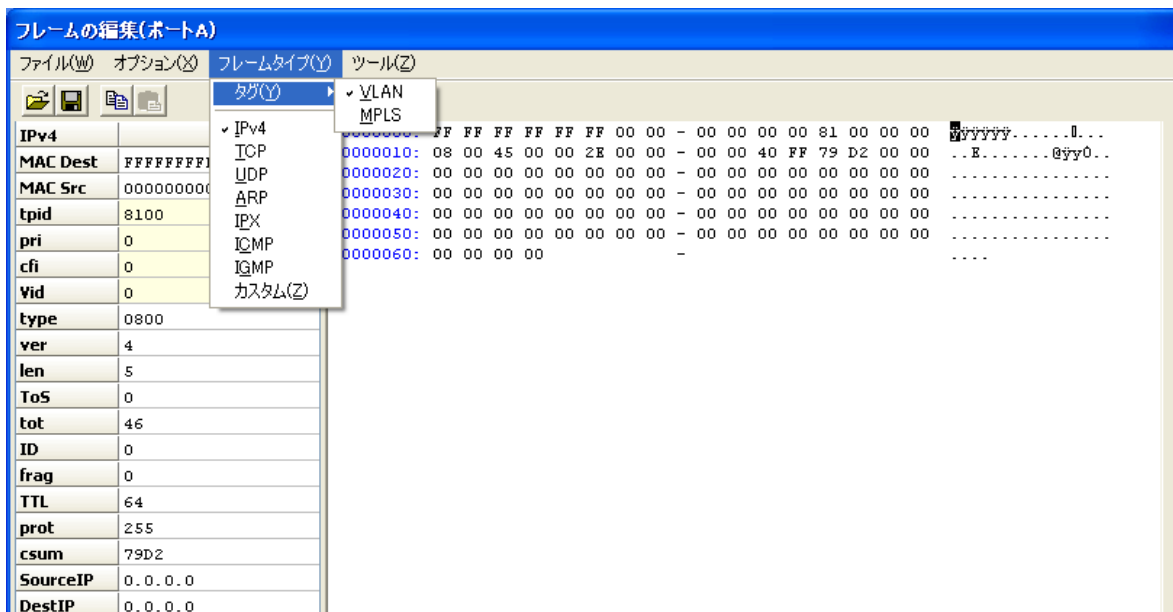 フレームの編集(ポートA)
ファイル(W) オプション(X) フレームタイプ(Y) ツール(Z)
タグ(Y)
VLAN
MPLS
IPv4
TCP
UDP
ARP
IPX
ICMP
IGMP
カスタム(Z)
IPv4
MAC Dest FFFFFFFF
MAC Src 000000000
tpid 8100
pri 0
cfi 0
Vid 0
type 0800
ver 4
len 5
ToS 0
tot 46
ID 0
frag 0
TTL 64
prot 255
csum 79D2
SourceIP 0.0.0.0
DestIP 0.0.0.0
0000000: FF FF FF FF FF FF 00 00 - 00 00 00 00 81 00 00 00 ÿÿÿÿÿÿ......0...
0000010: 08 00 45 00 00 2E 00 00 - 00 00 40 FF 79 D2 00 00 ..E.......@ÿyÒ..
0000020: 00 00 00 00 00 00 00 00 - 00 00 00 00 00 00 00 00 ................
0000030: 00 00 00 00 00 00 00 00 - 00 00 00 00 00 00 00 00 ................
0000040: 00 00 00 00 00 00 00 00 - 00 00 00 00 00 00 00 00 ................
0000050: 00 00 00 00 00 00 00 00 - 00 00 00 00 00 00 00 00 ................
0000060: 00 00 00 00 - ....